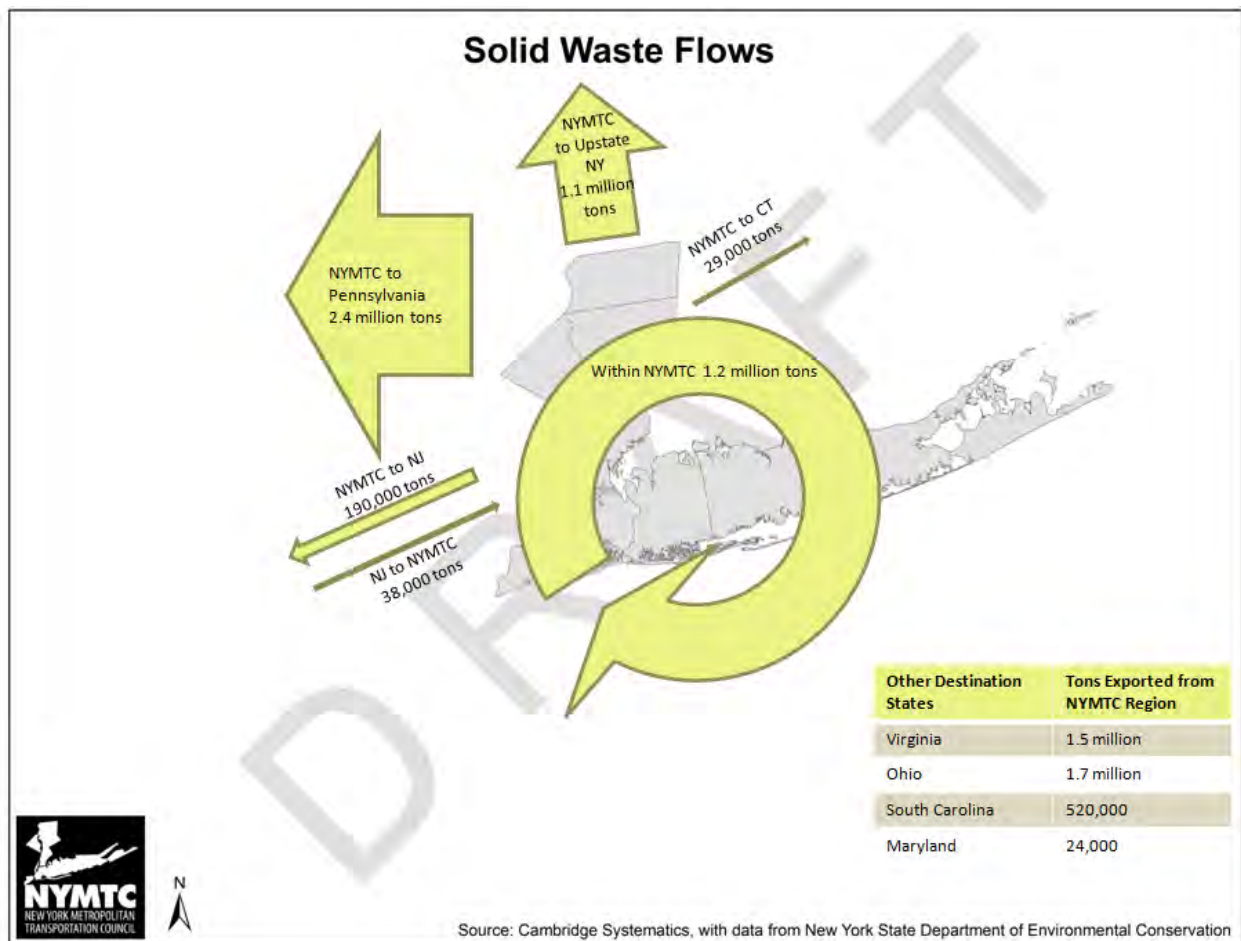 Solid Waste Flows
NYMTC
to Upstate
NY
1.1 million
tons
NYMTC to CT
29,000 tons
NYMTC to
Pennsylvania
2.4 million tons
Within NYMTC 1.2 million tons
NYMTC to NJ
190,000 tons
NJ to NYMTC
38,000 tons
DRAFT
Other Destination States Tons Exported from NYMTC Region
Virginia 1.5 million
Ohio 1.7 million
South Carolina 520,000
Maryland 24,000
NYMTC
NEW YORK METROPOLITAN
TRANSPORTATION COUNCIL
N
Source: Cambridge Systematics, with data from New York State Department of Environmental Conservation